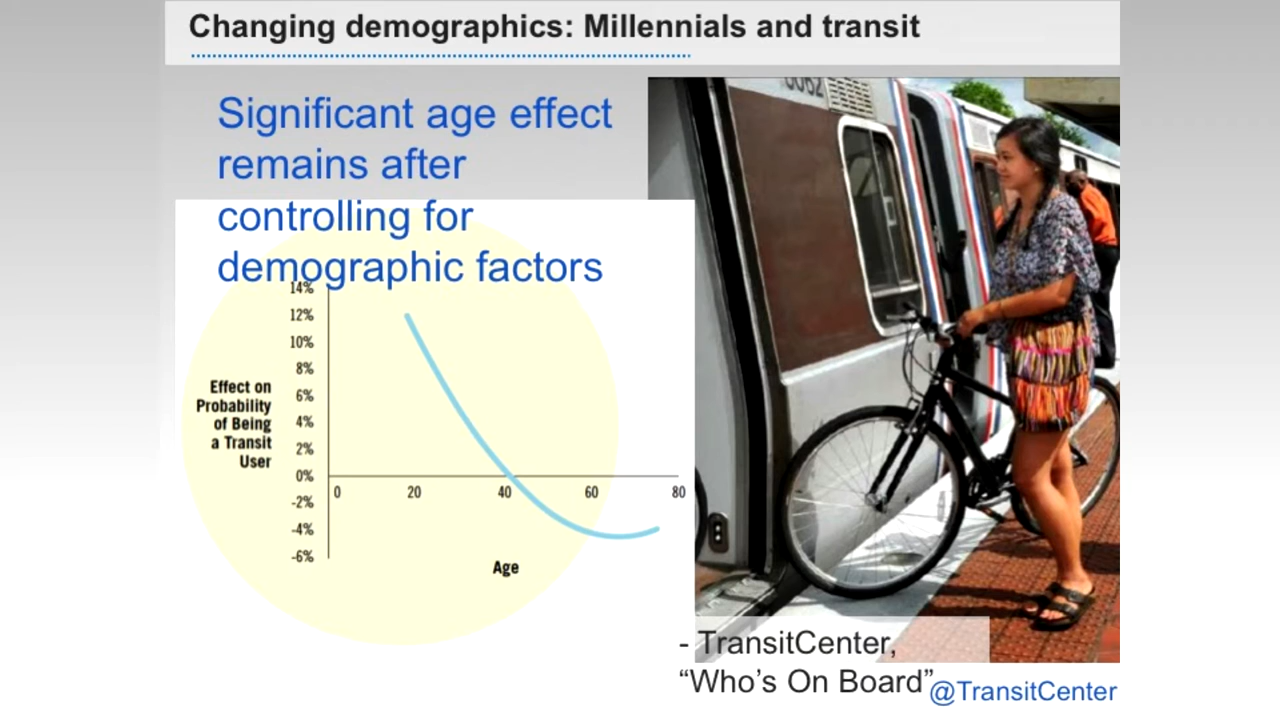 Changing demographics: Millennials and transit
Significant age effect
remains after
controlling for
demographic factors
14%
12%
10%
8%
6%
4%
2%
0%
-2%
-4%
-6%
Effect on
Probability
of Being
a Transit
User
0 20 40 60 80
Age
- TransitCenter,
“Who’s On Board”
@TransitCenter